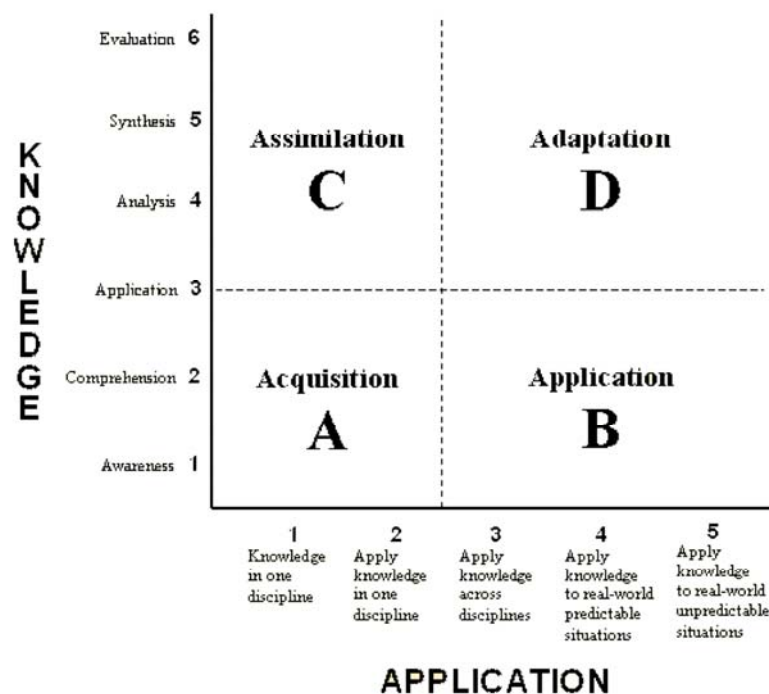 Evaluation 6
Synthesis 5
Assimilation Adaptation
C D
Analysis 4
KNOWLEDGE
Application 3
Comprehension 2
Acquisition Application
A B
Awareness 1
1 2 3 4 5
Knowledge
in one
discipline
Apply
knowledge
in one
discipline
Apply
knowledge
across
disciplines
Apply
knowledge
to real-world
predictable
situations
Apply
knowledge
to real-world
unpredictable
situations
APPLICATION